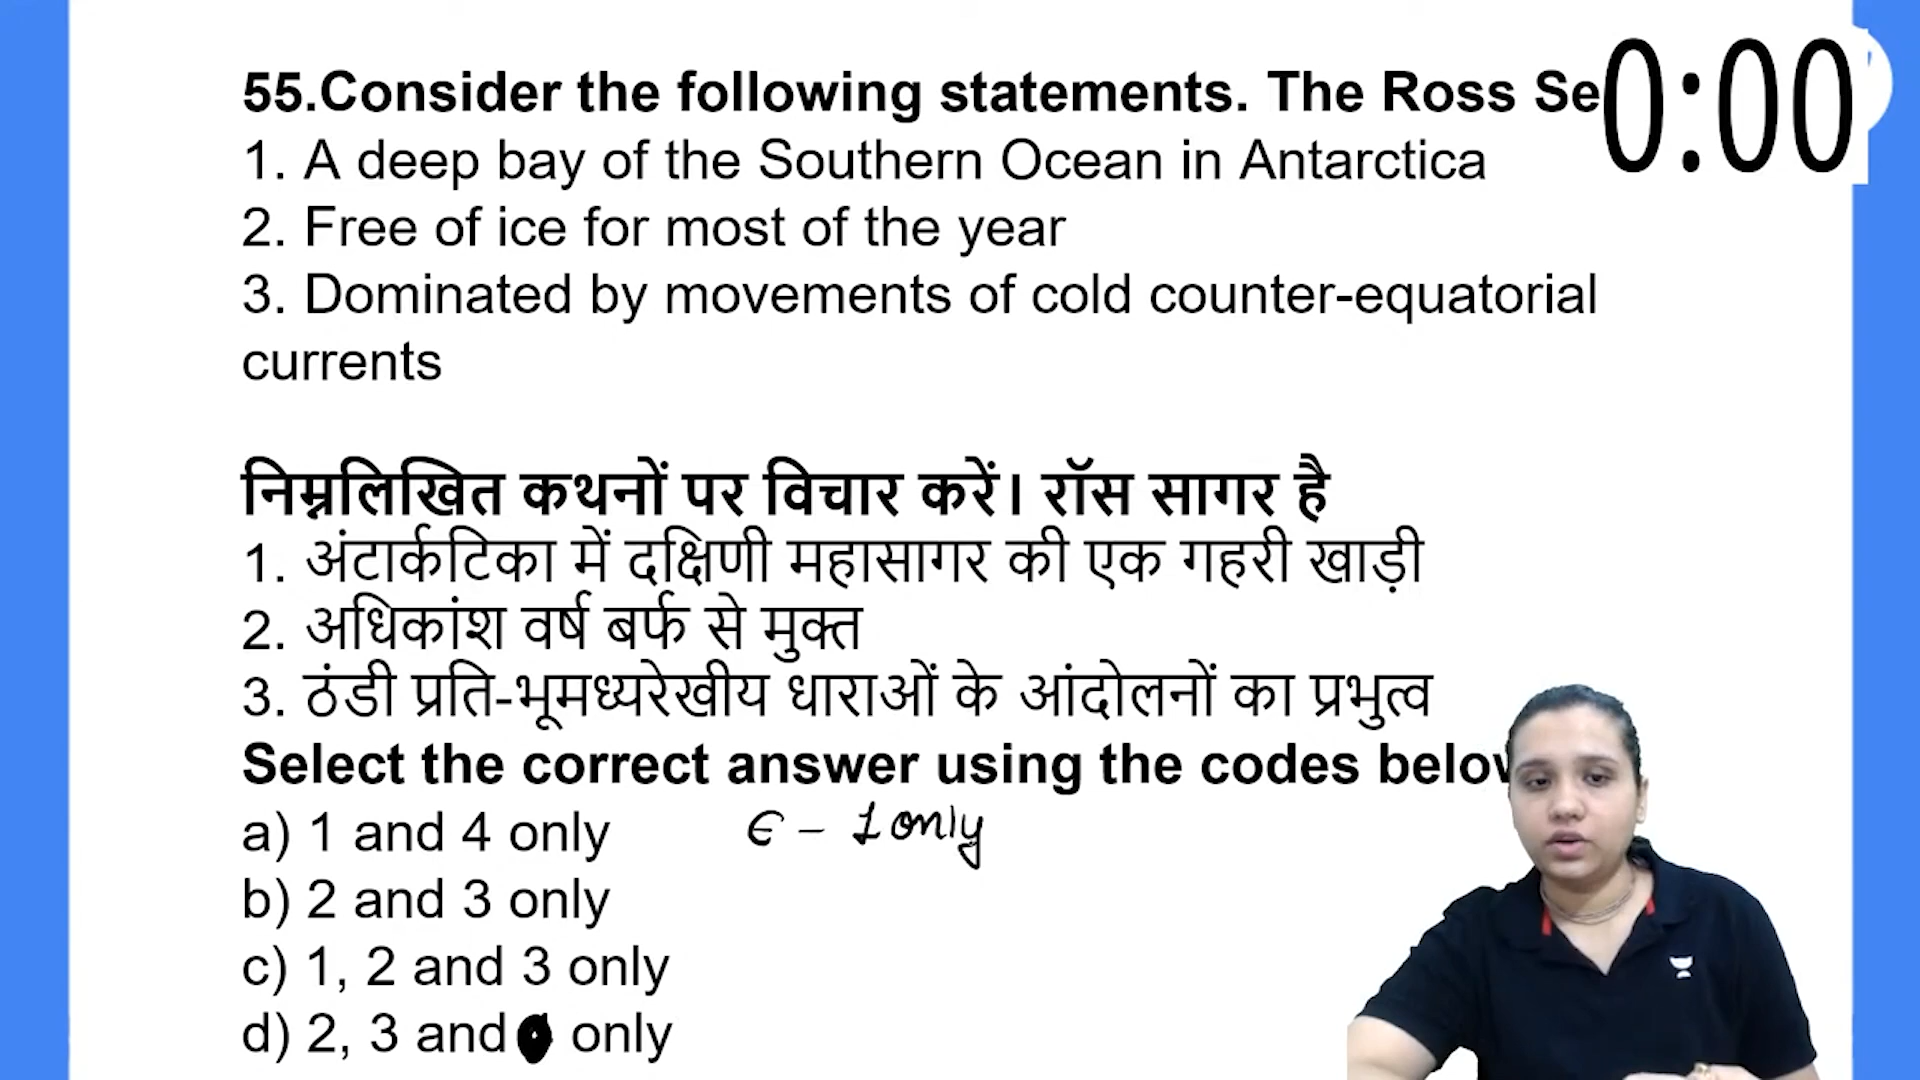 55.Consider the following statements. The Ross Se
0:00
1. A deep bay of the Southern Ocean in Antarctica
2. Free of ice for most of the year
3. Dominated by movements of cold counter-equatorial
currents
निम्नलिखित कथनों पर विचार करें। रॉस सागर है
1. अंटार्कटिका में दक्षिणी महासागर की एक गहरी खाड़ी
2. अधिकांश वर्ष बर्फ से मुक्त
3. ठंडी प्रति-भूमध्यरेखीय धाराओं के आंदोलनों का प्रभुत्व
Select the correct answer using the codes below
a) 1 and 4 only
e - 1 only
b) 2 and 3 only
c) 1, 2 and 3 only
d) 2, 3 and only